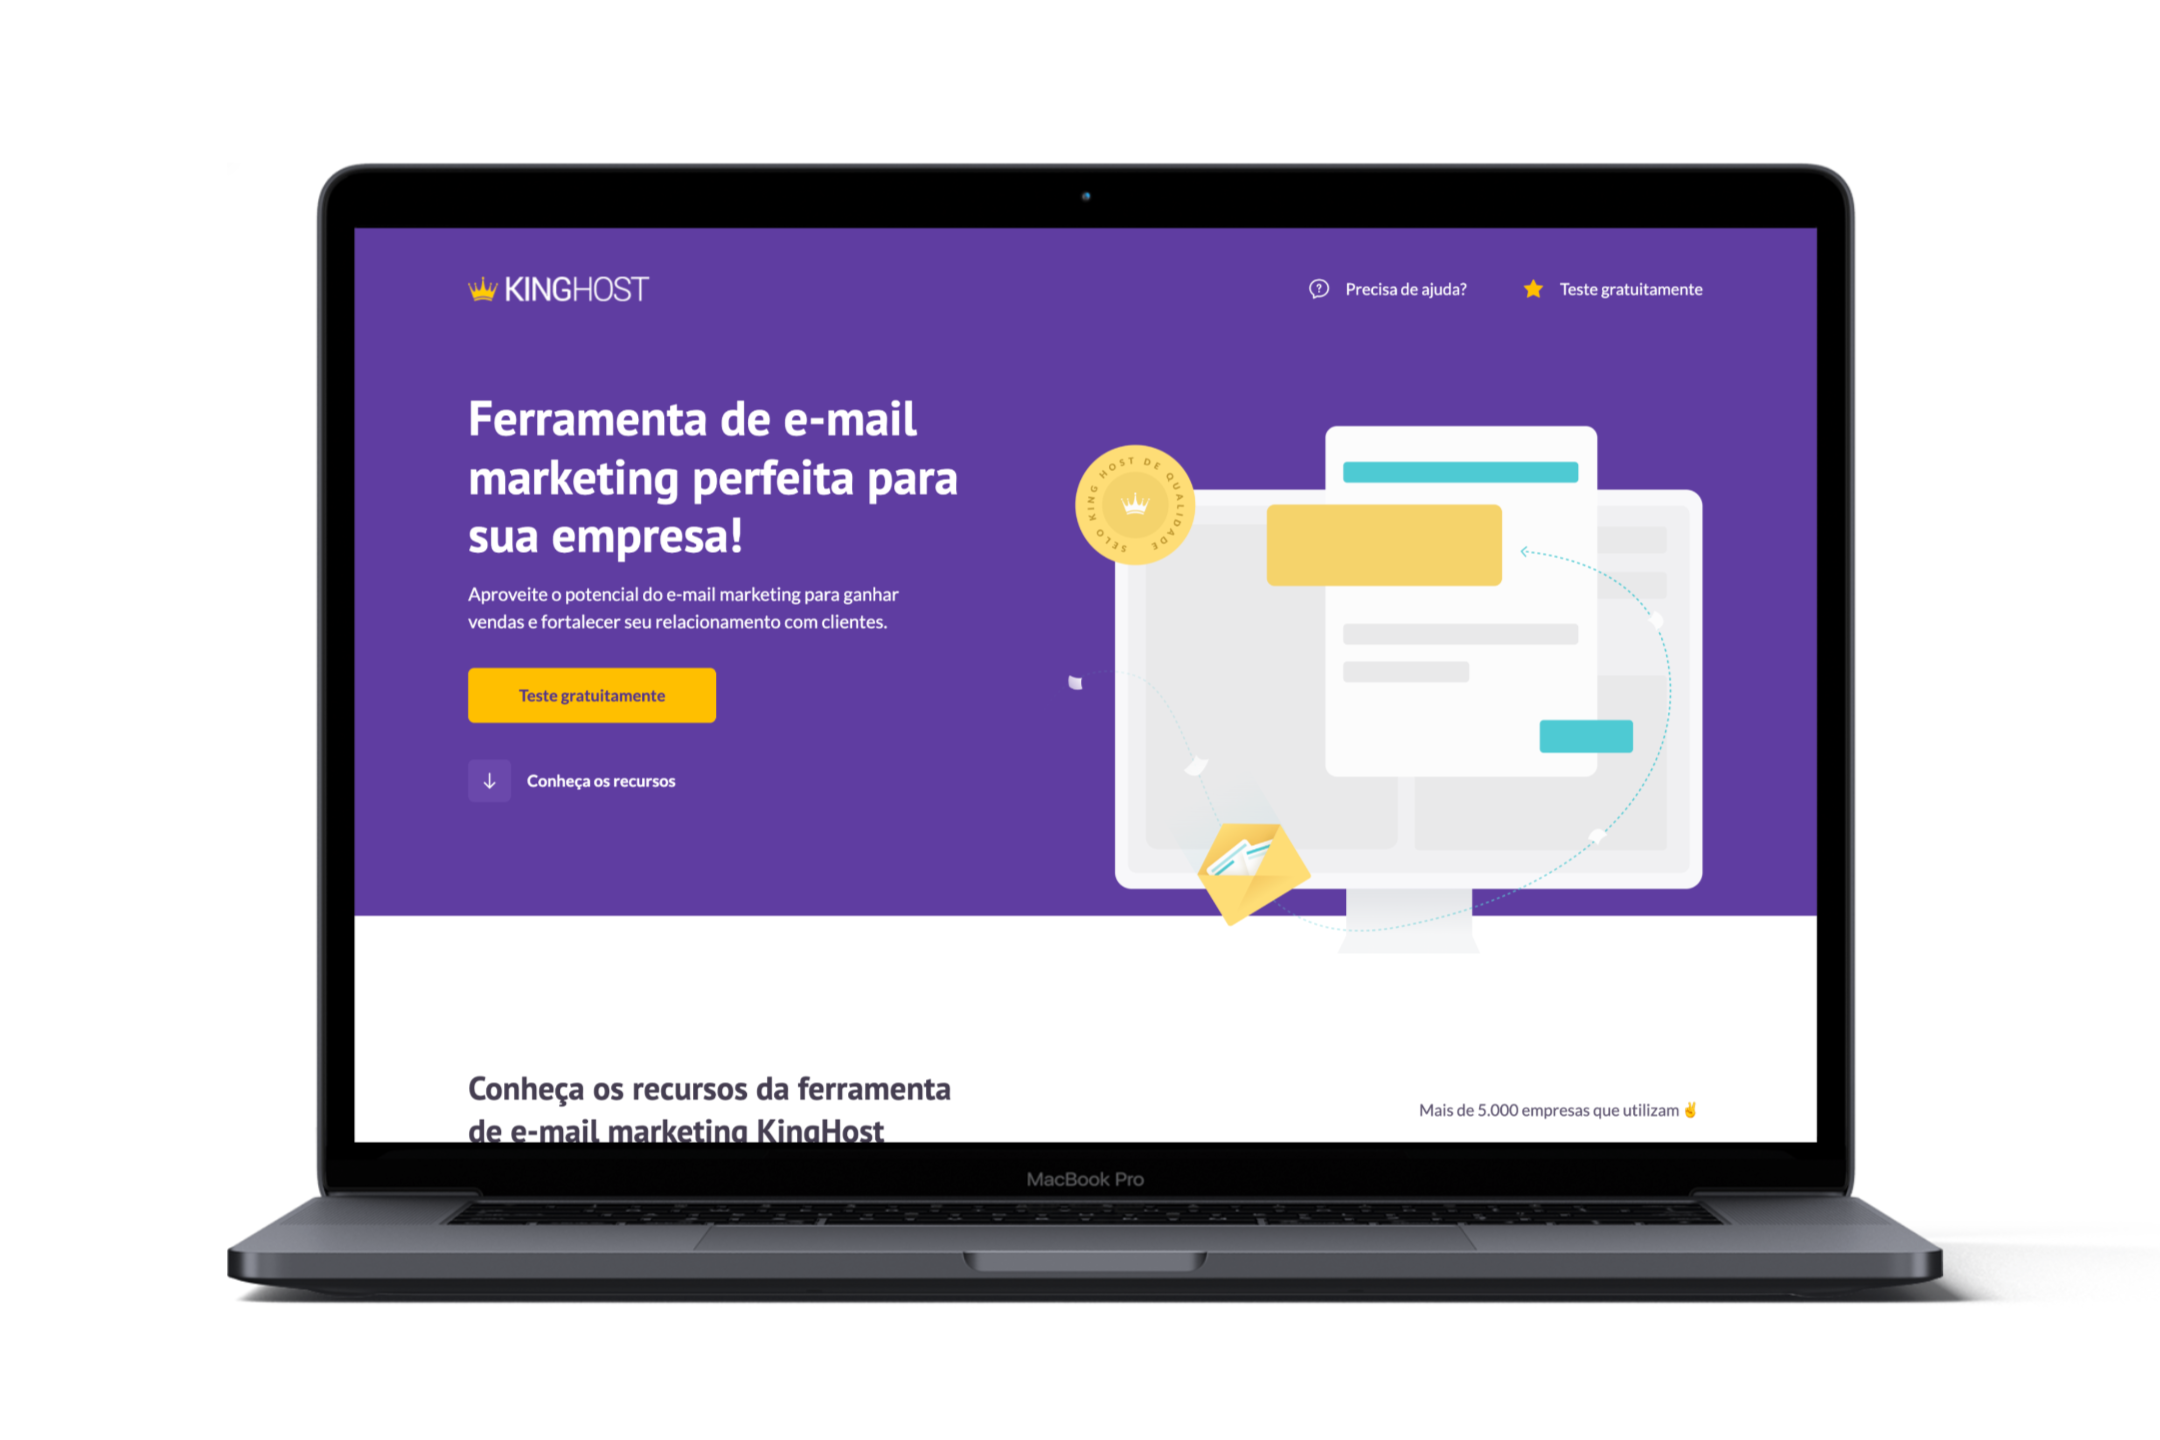 KINGHOST
Precisa de ajuda?
Teste gratuitamente
Ferramenta de e-mail
marketing perfeita para
sua empresa!
SELO KING HOST DE QUALIDADE
Aproveite o potencial do e-mail marketing para ganhar
vendas e fortalecer seu relacionamento com clientes.
Teste gratuitamente
Conheça os recursos
Conheça os recursos da ferramenta
de e-mail marketing KingHost
Mais de 5.000 empresas que utilizam ✌️
MacBook Pro